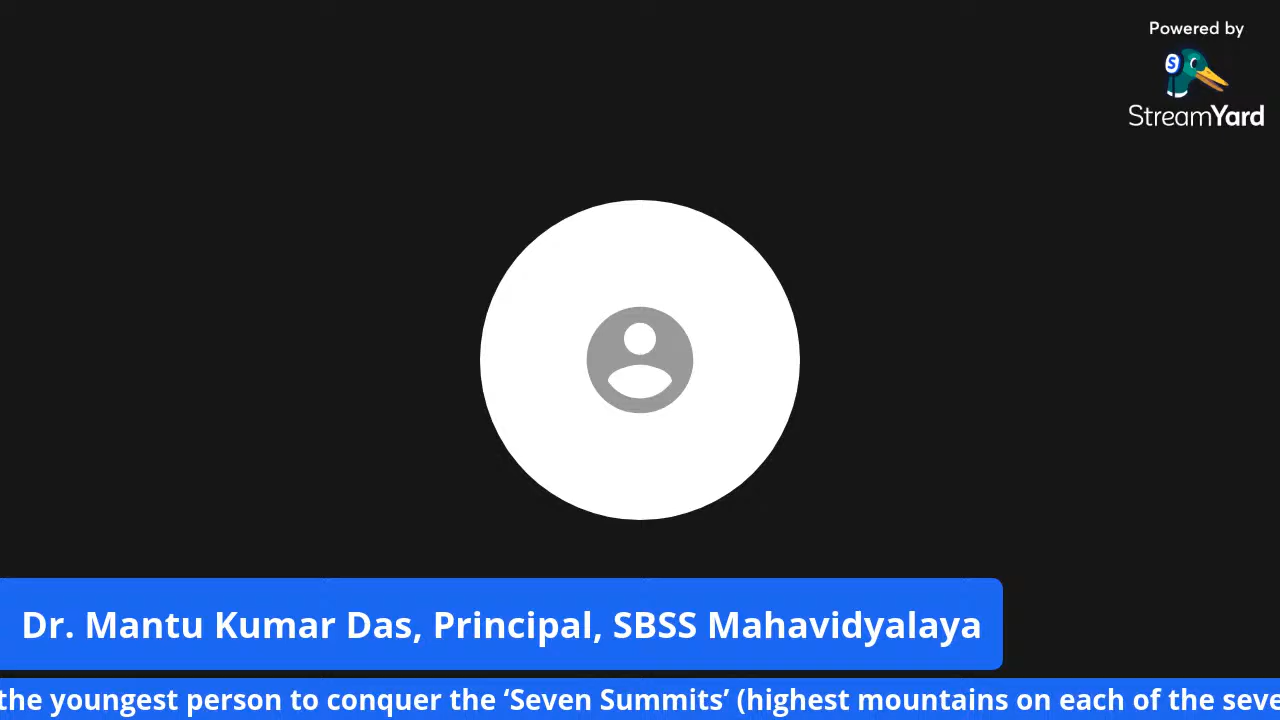 Powered by
S
StreamYard
Dr. Mantu Kumar Das, Principal, SBSS Mahavidyalaya
the youngest person to conquer the ‘Seven Summits’ (highest mountains on each of the seve